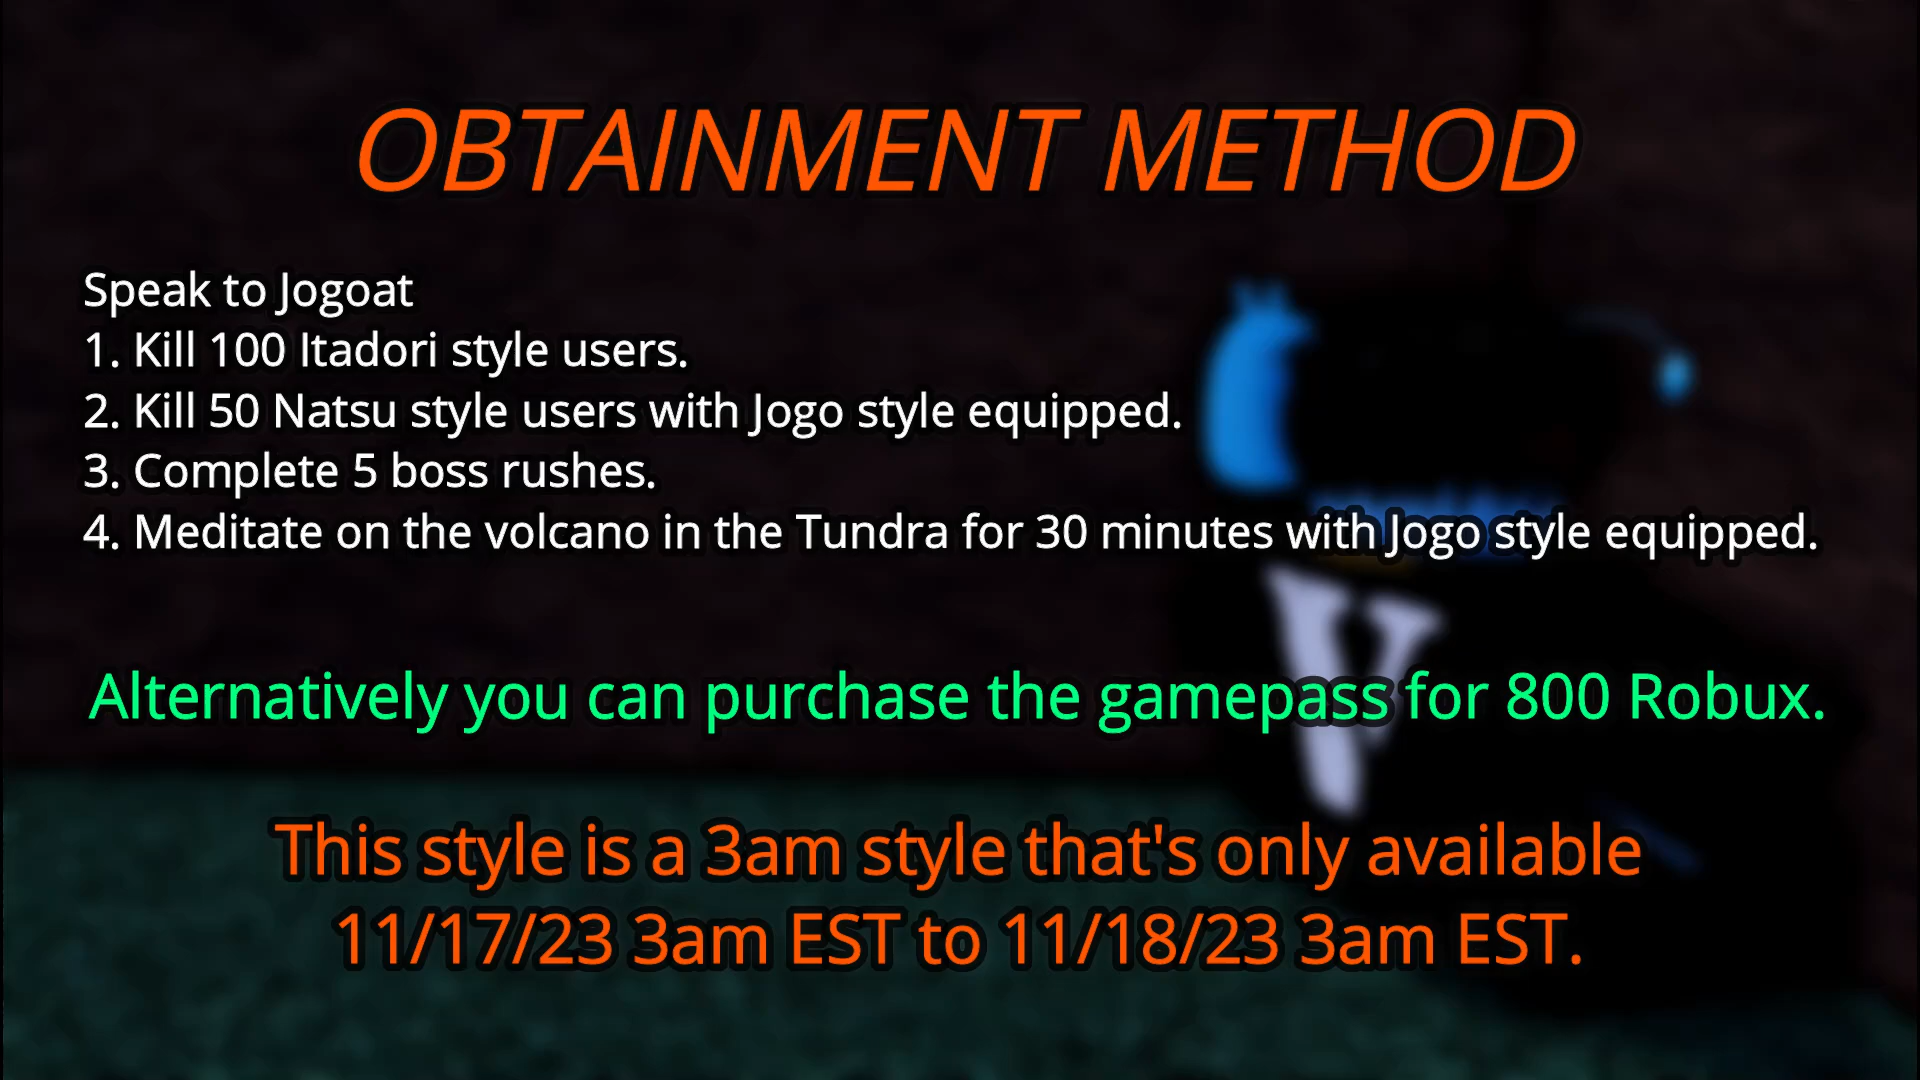 OBTAINMENT METHOD
Speak to Jogoat
1. Kill 100 Itadori style users.
2. Kill 50 Natsu style users with Jogo style equipped.
3. Complete 5 boss rushes.
4. Meditate on the volcano in the Tundra for 30 minutes with Jogo style equipped.
Alternatively you can purchase the gamepass for 800 Robux.
This style is a 3am style that's only available
11/17/23 3am EST to 11/18/23 3am EST.